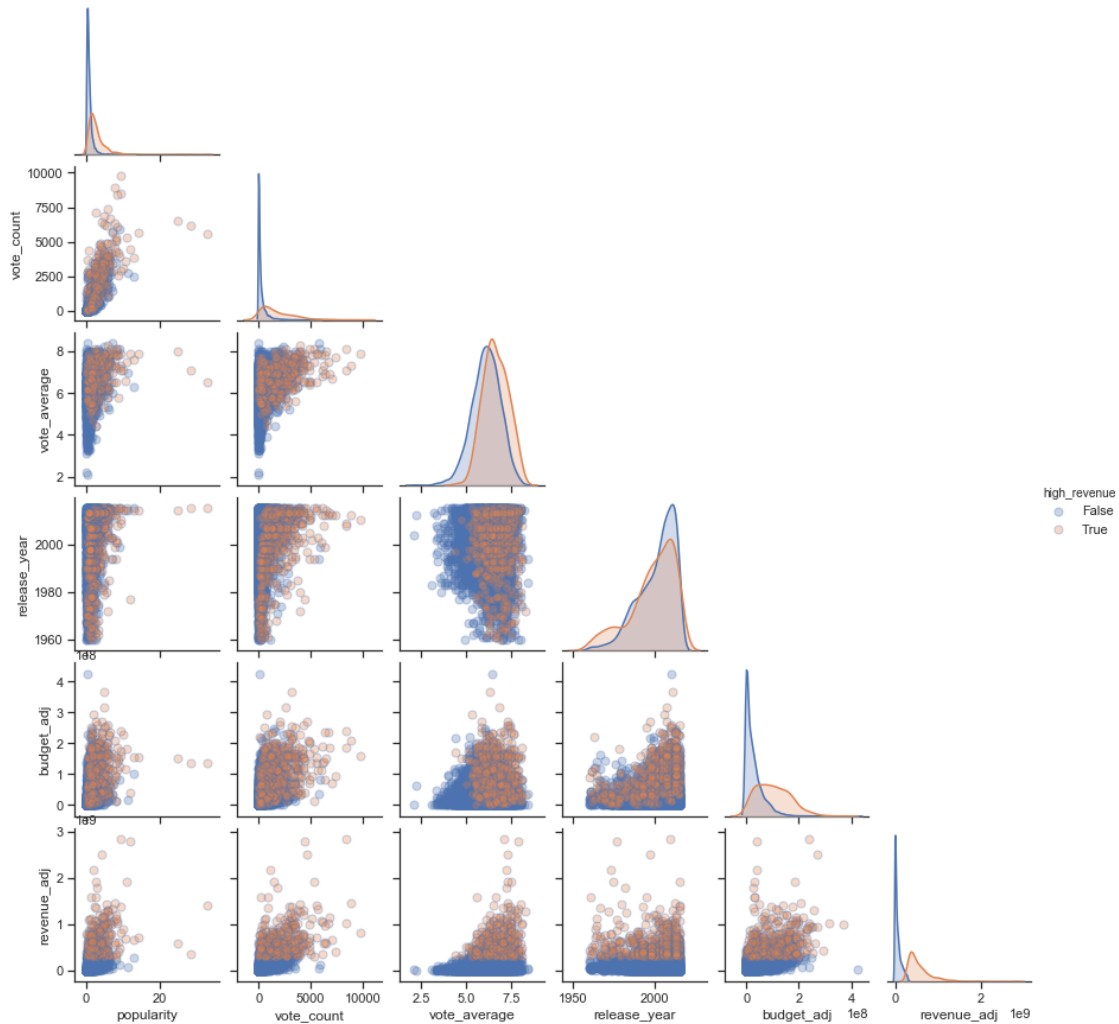 10000
7500
5000
2500
0
vote_count
8
6
4
2
vote_average
high_revenue
False
True
2000
1980
1960
release_year
1e8
4
3
2
1
0
budget_adj
1e9
3
2
1
0
revenue_adj
0 20
popularity
0 5000 10000
vote_count
2.5 5.0 7.5
vote_average
1950 2000
release_year
0 2 4
1e8
budget_adj
0 2
1e9
revenue_adj